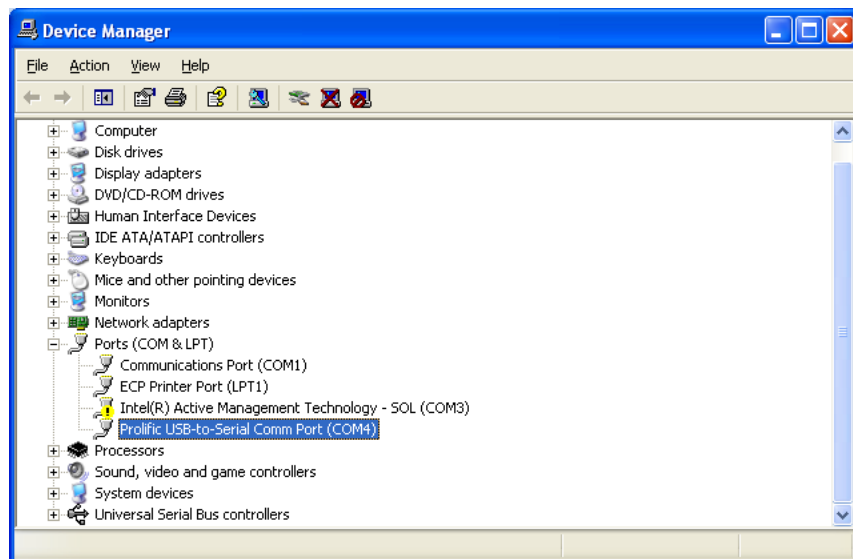 Device Manager
File Action View Help
Computer
Disk drives
Display adapters
DVD/CD-ROM drives
Human Interface Devices
IDE ATA/ATAPI controllers
Keyboards
Mice and other pointing devices
Monitors
Network adapters
Ports (COM & LPT)
Communications Port (COM1)
ECP Printer Port (LPT1)
Intel(R) Active Management Technology - SOL (COM3)
Prolific USB-to-Serial Comm Port (COM4)
Processors
Sound, video and game controllers
System devices
Universal Serial Bus controllers